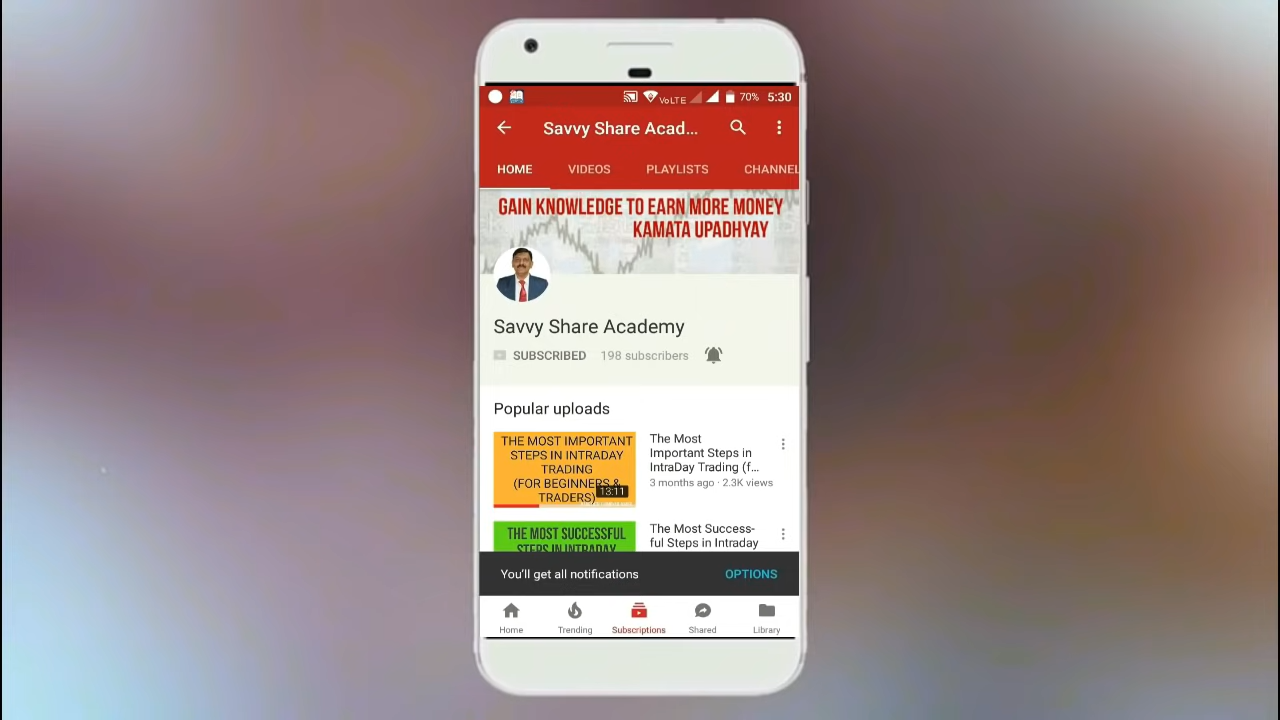 VoLTE 70% 5:30
Savvy Share Acad...
HOME VIDEOS PLAYLISTS CHANNEL
GAIN KNOWLEDGE TO EARN MORE MONEY
KAMATA UPADHYAY
Savvy Share Academy
SUBSCRIBED 198 subscribers
Popular uploads
THE MOST IMPORTANT
STEPS IN INTRADAY
TRADING
(FOR BEGINNERS &
TRADERS)
13:11
The Most
Important Steps in
IntraDay Trading (f...
3 months ago · 2.3K views
THE MOST SUCCESSFUL
STEPS IN INTRADAY
The Most Success-
ful Steps in Intraday
You'll get all notifications OPTIONS
Home Trending Subscriptions Shared Library